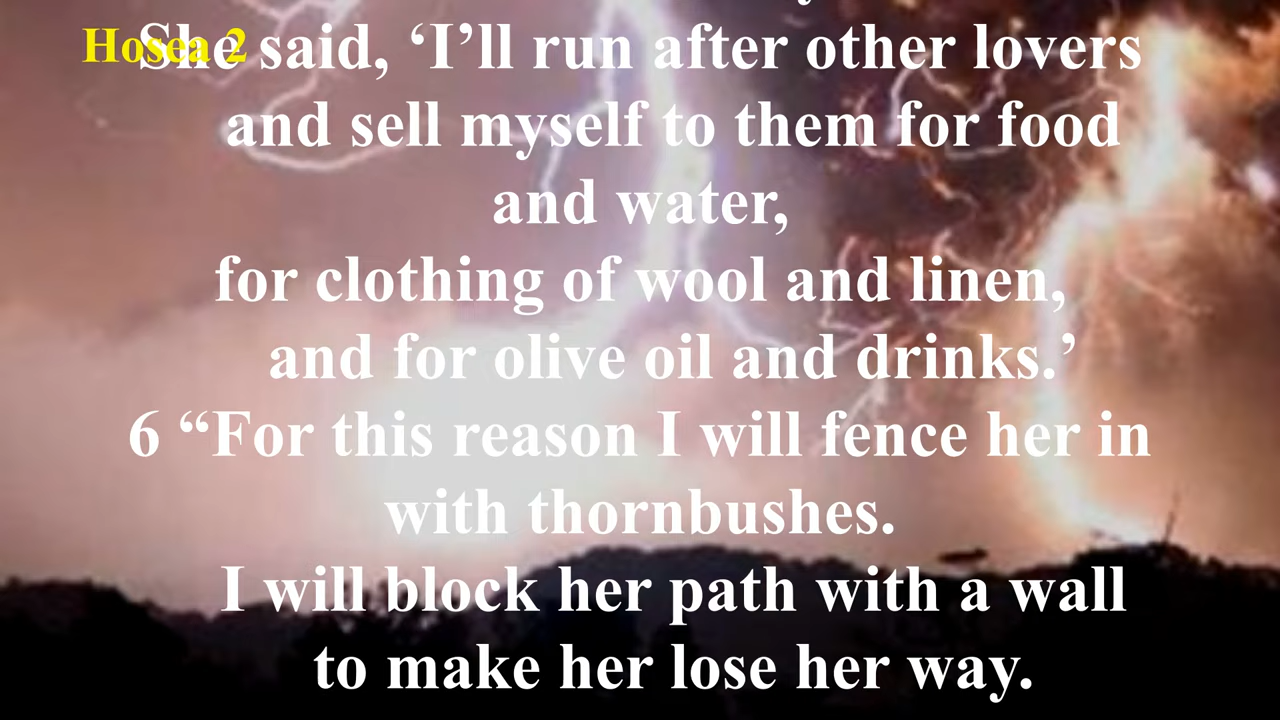 Hosea 2
She said, ‘I’ll run after other lovers
and sell myself to them for food
and water,
for clothing of wool and linen,
and for olive oil and drinks.’
6 “For this reason I will fence her in
with thornbushes.
I will block her path with a wall
to make her lose her way.